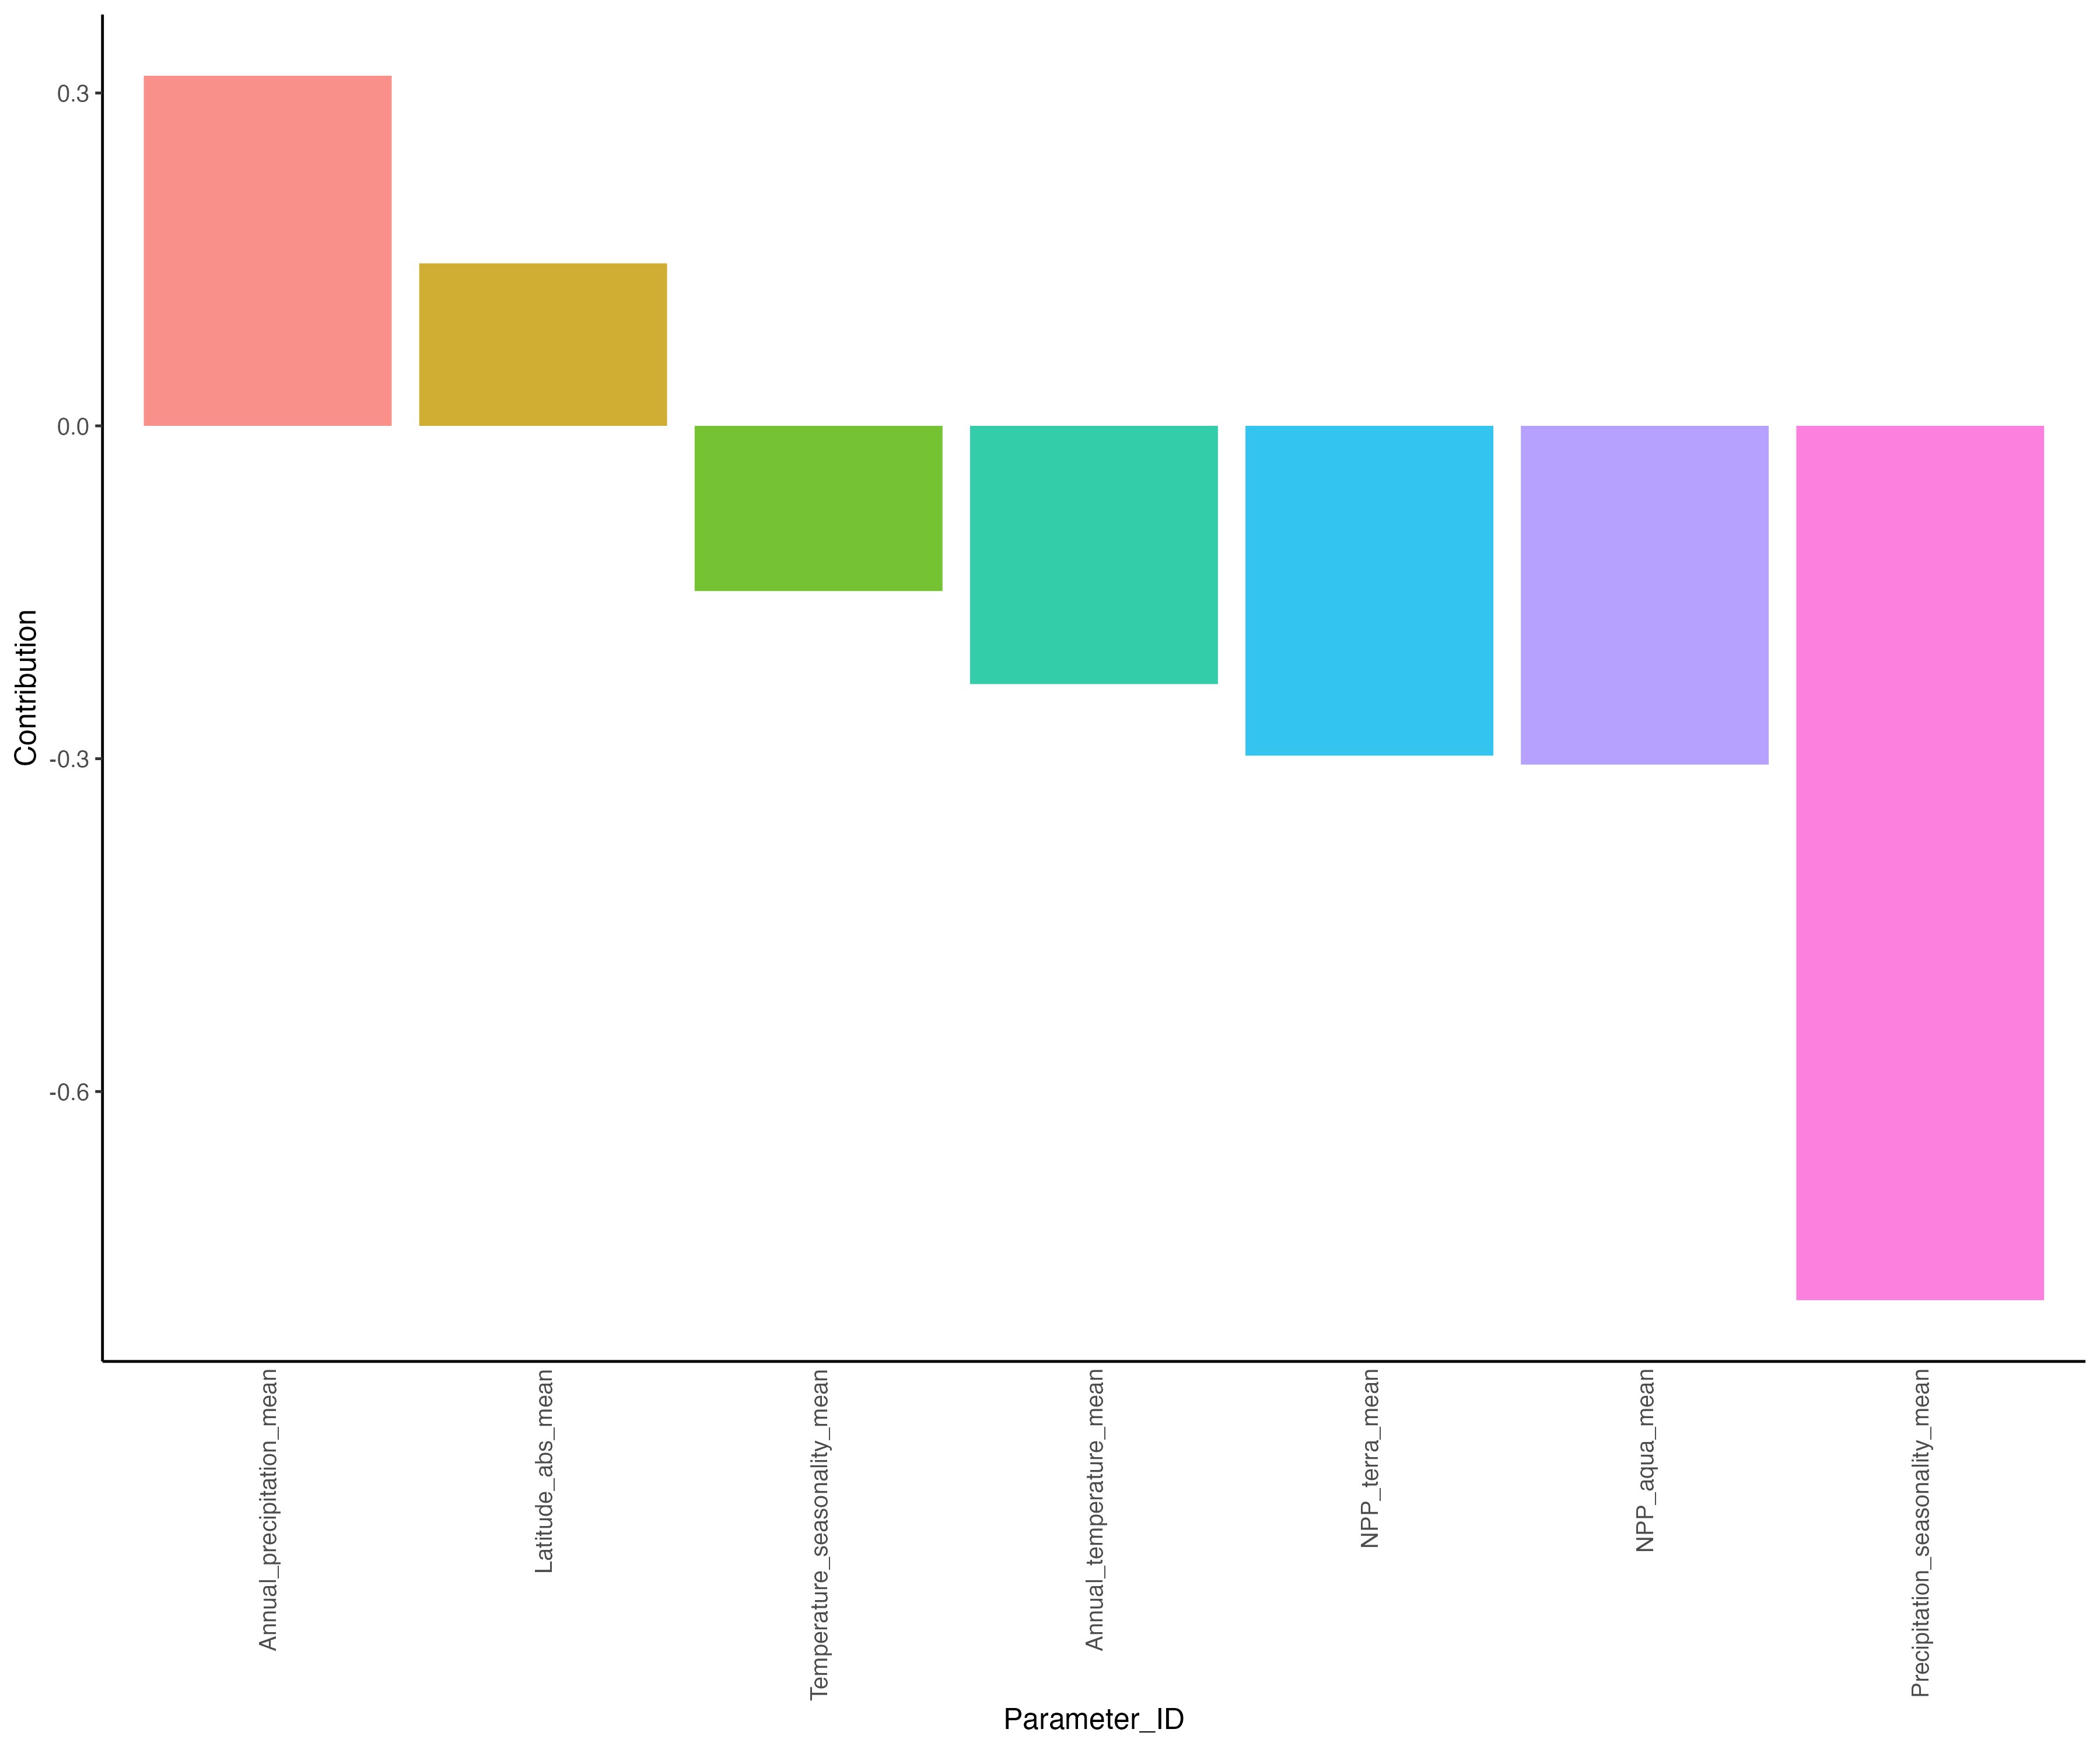 Contribution
0.3
0.0
-0.3
-0.6
Annual_precipitation_mean
Latitude_abs_mean
Temperature_seasonality_mean
Annual_temperature_mean
NPP_terra_mean
NPP_aqua_mean
Precipitation_seasonality_mean
Parameter_ID